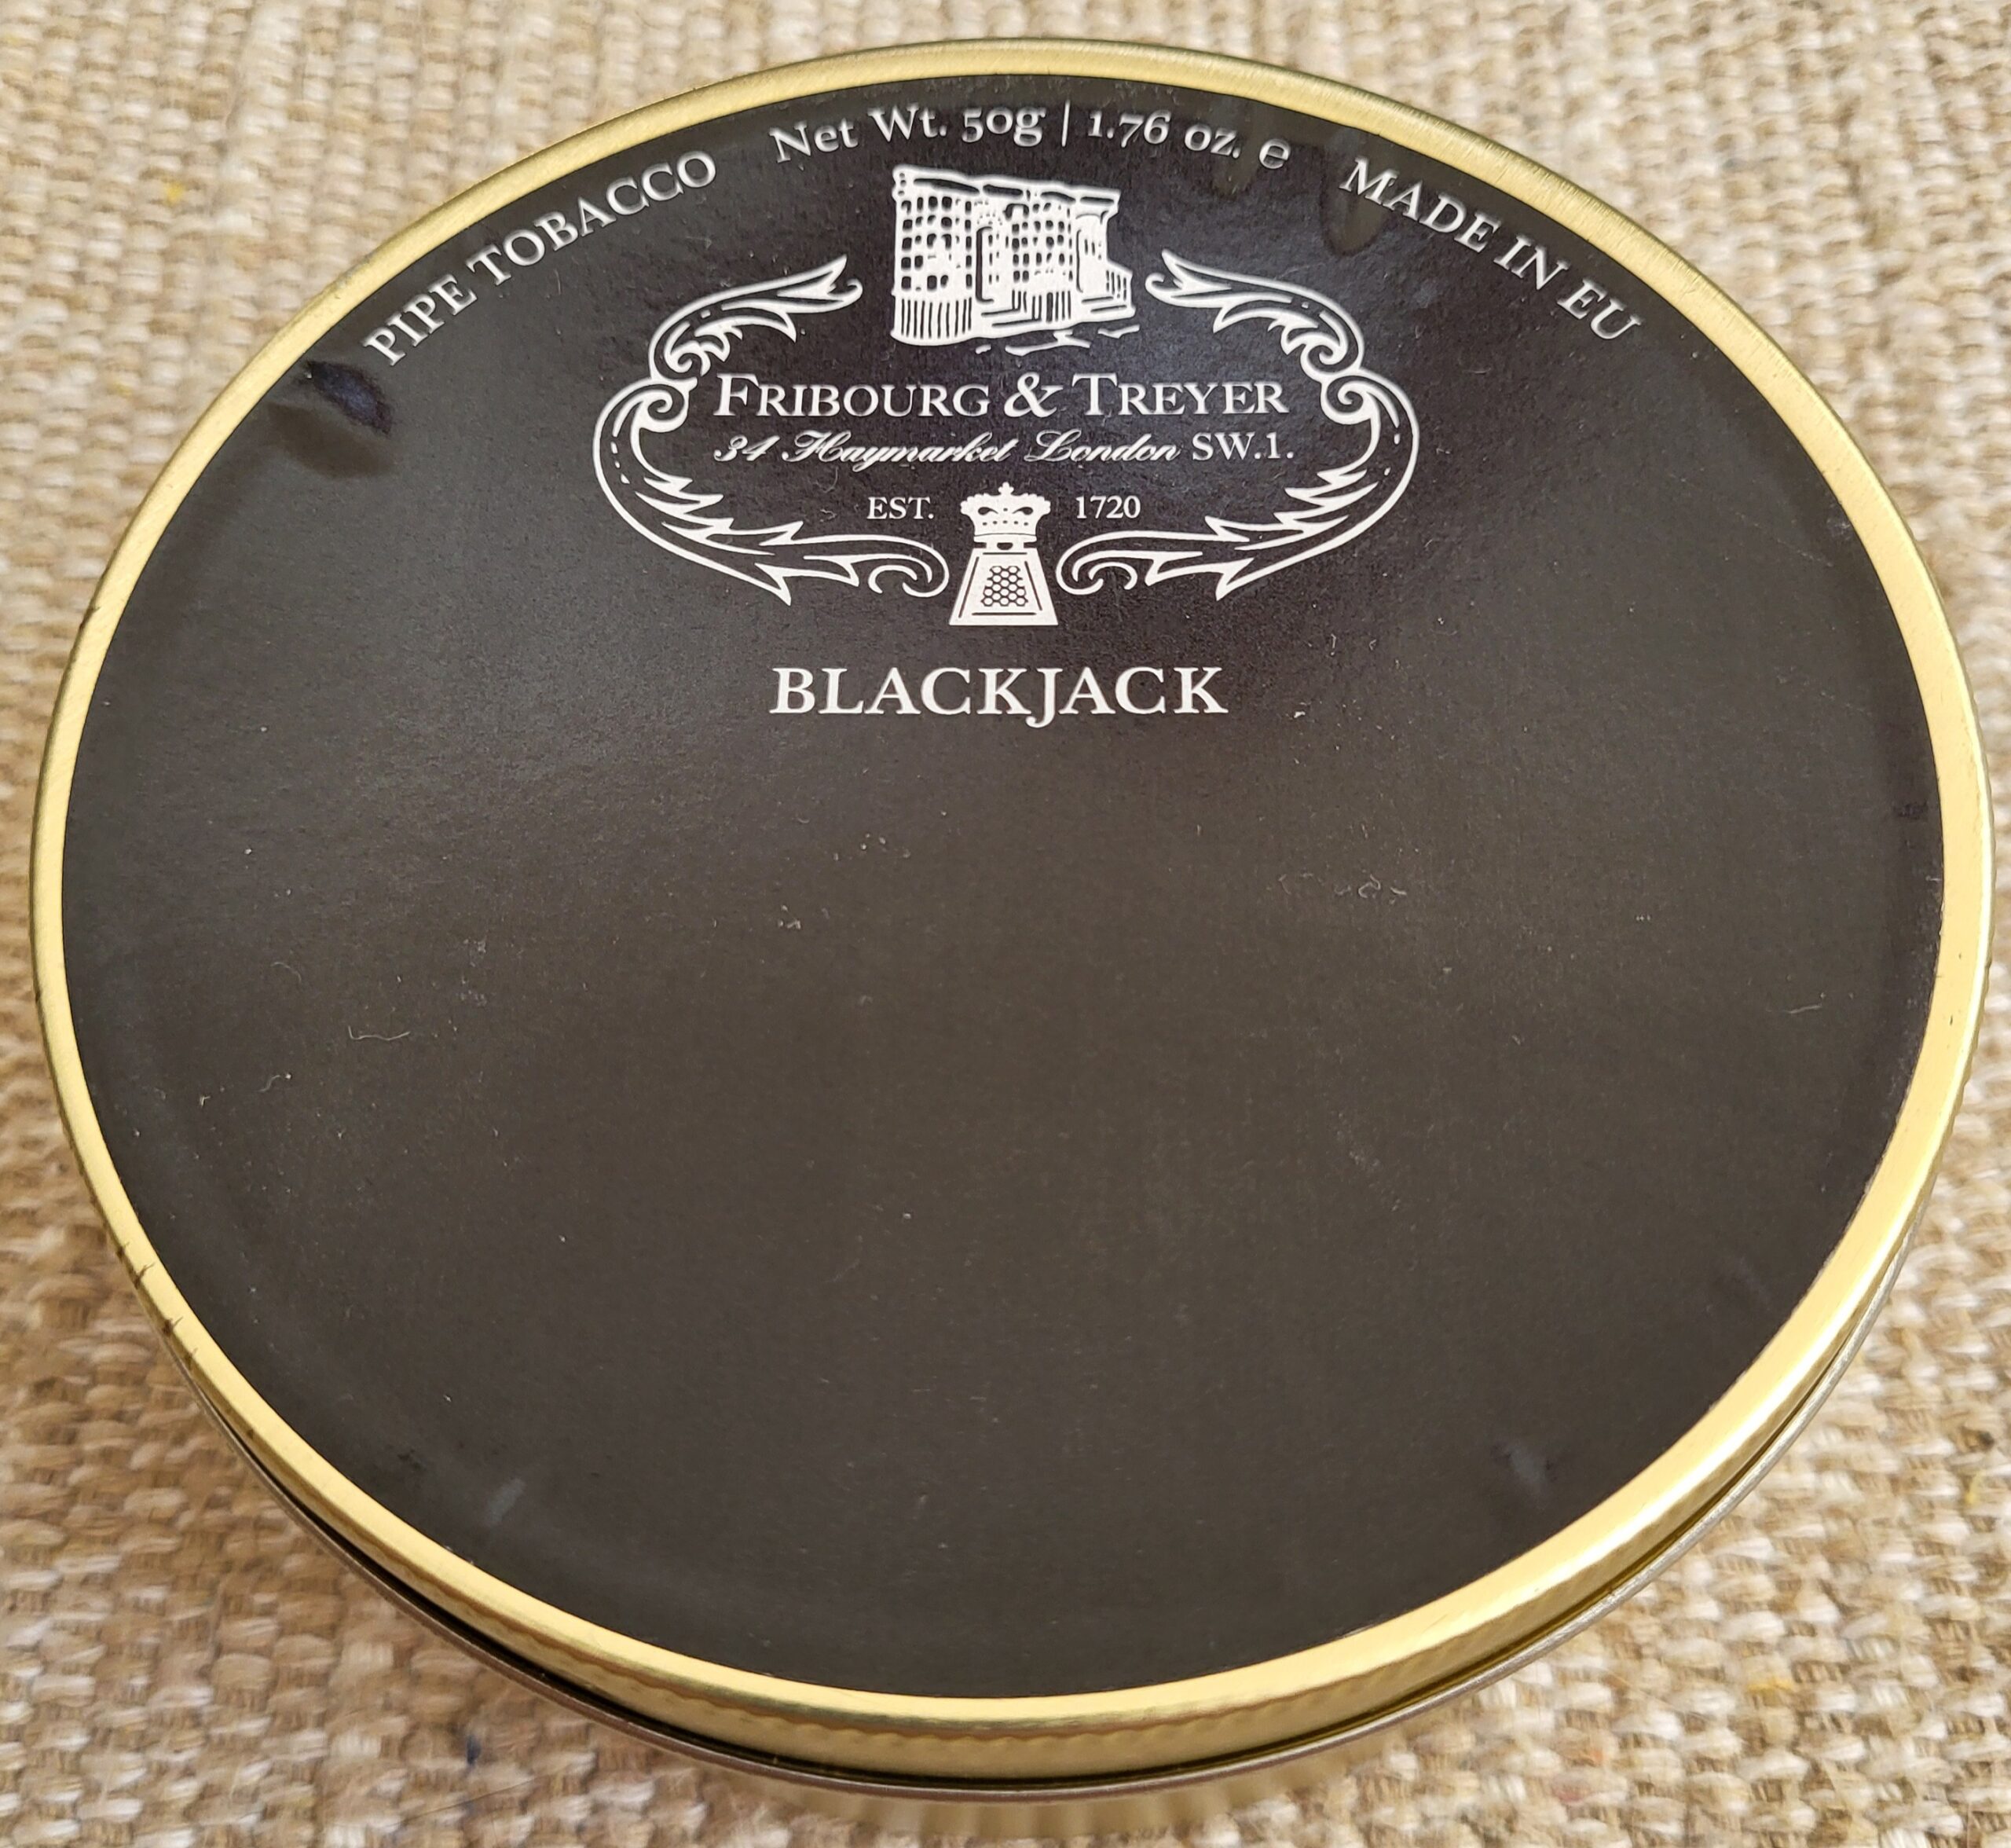 PIPE TOBACCO Net Wt. 50g | 1.76 oz. ℮ MADE IN EU
FRIBOURG & TREYER
34 Haymarket London SW.1.
EST. 1720
BLACKJACK